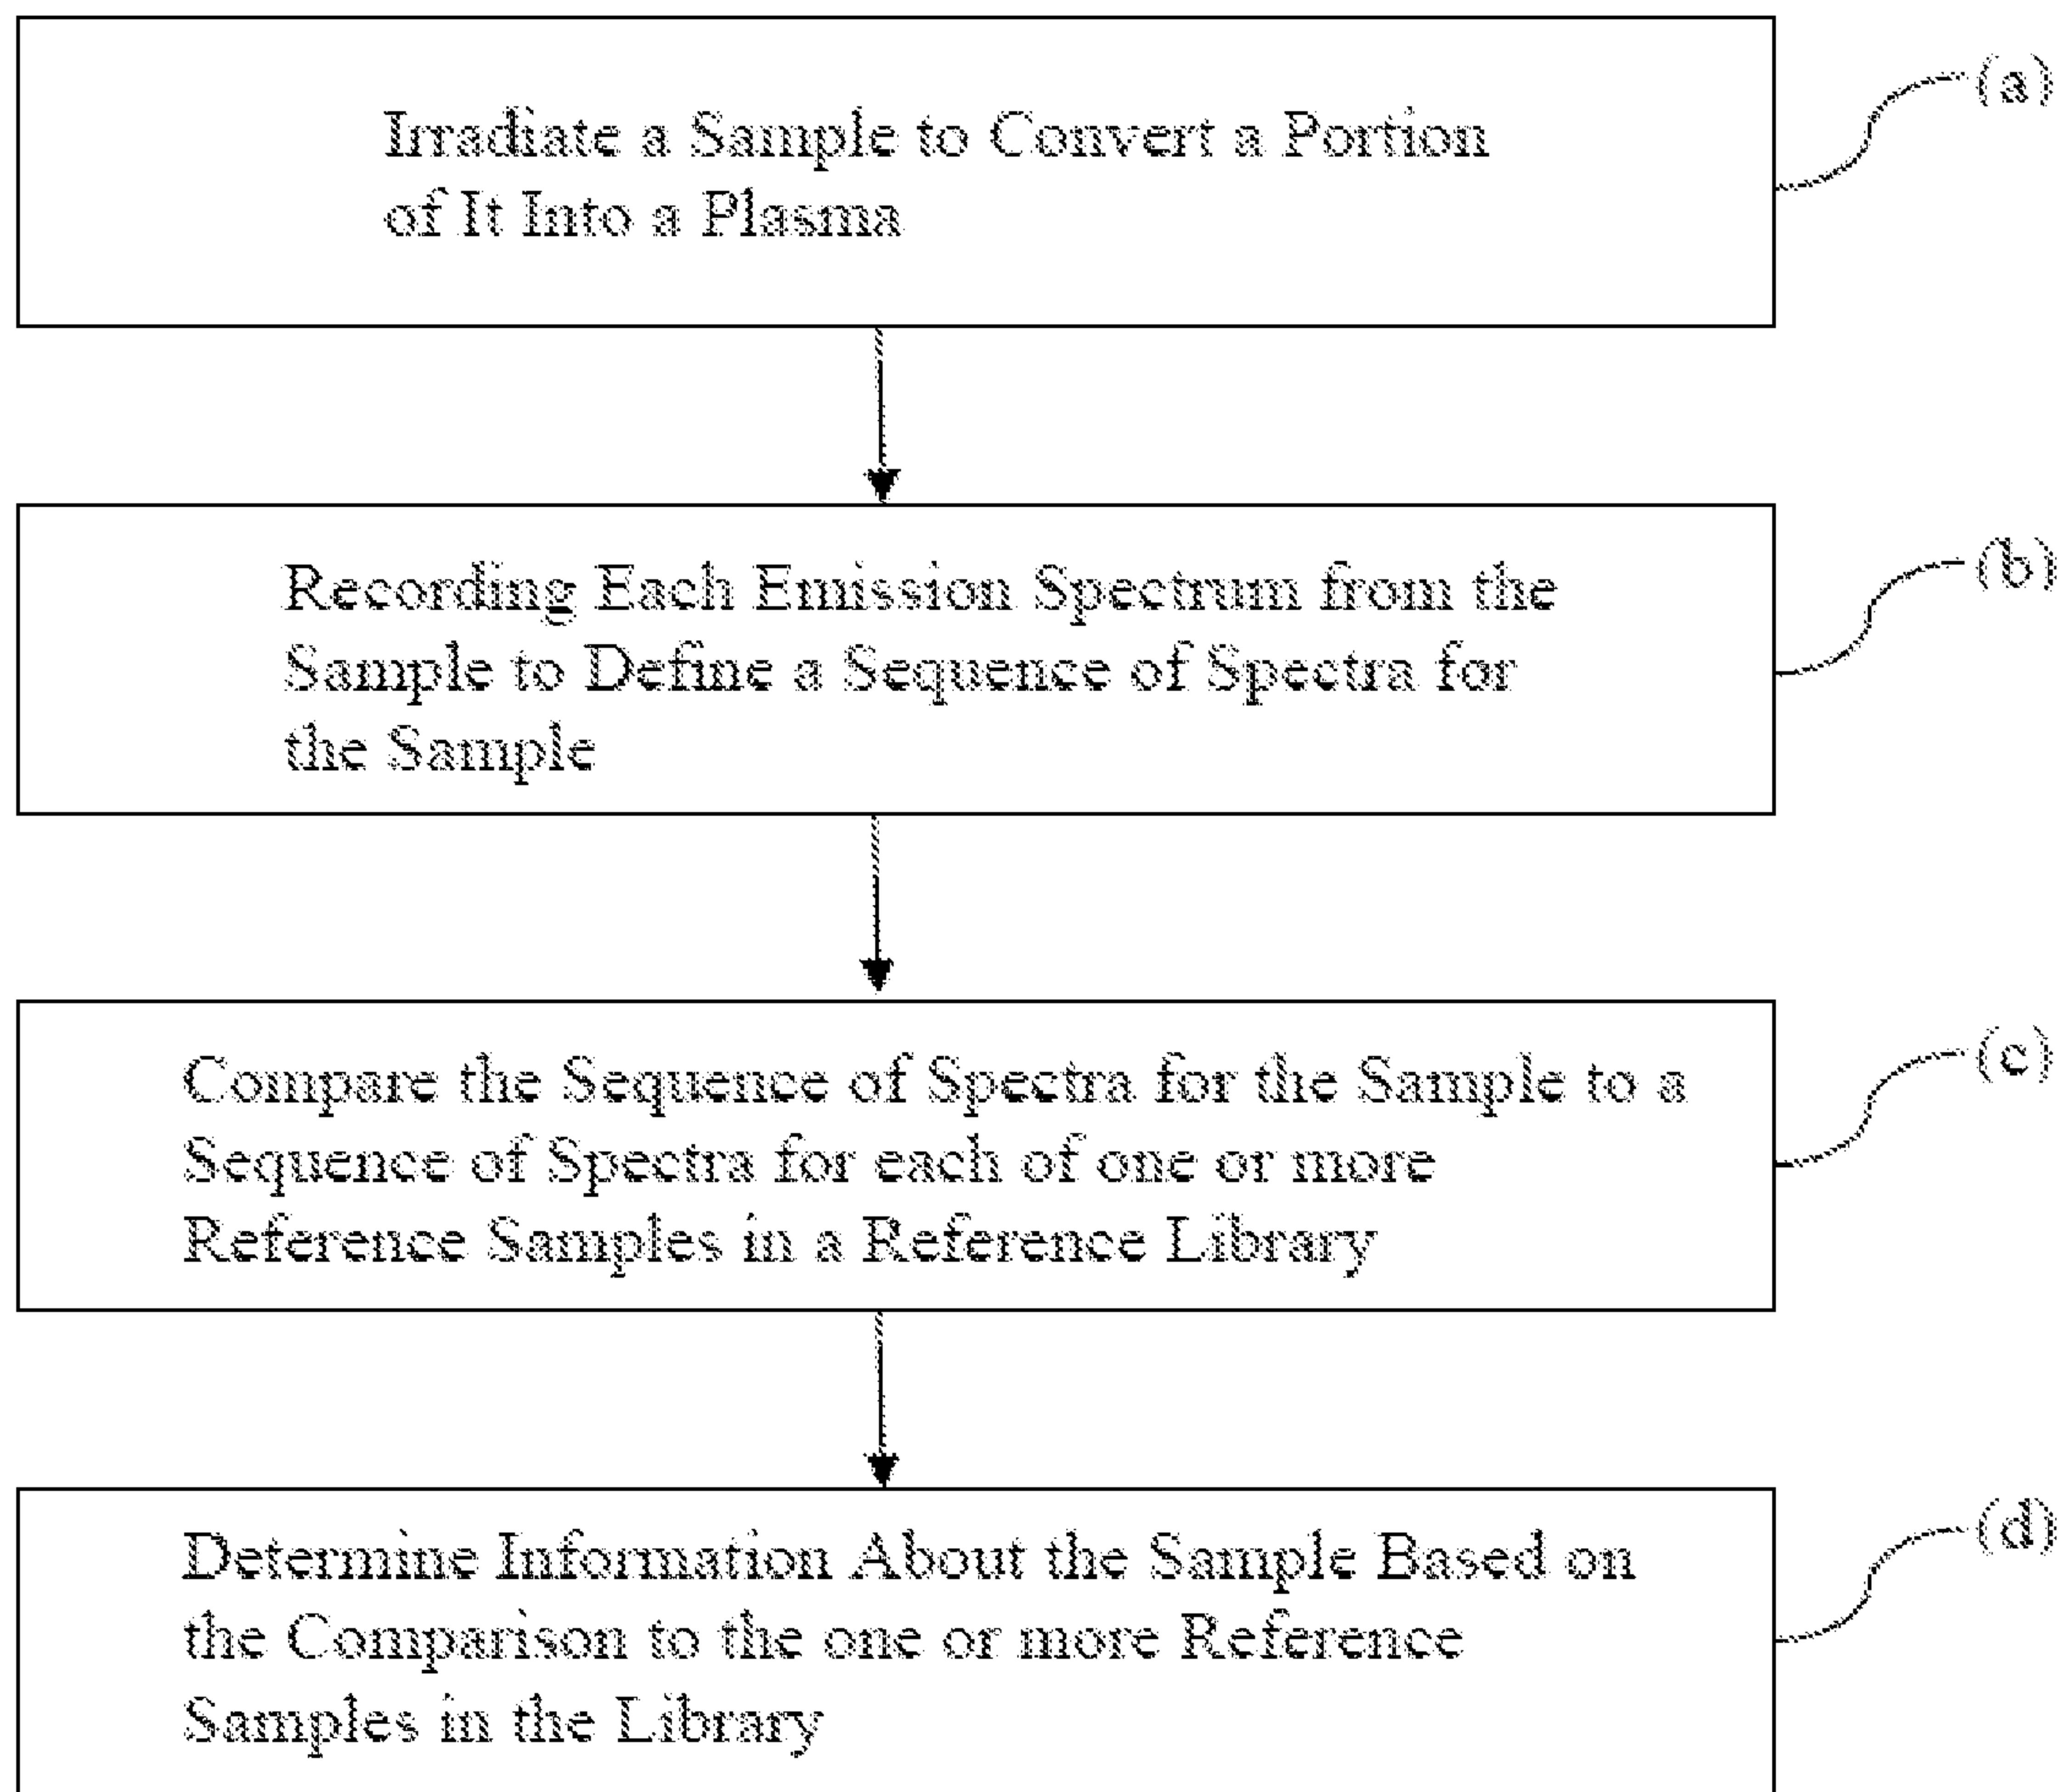 Irradiate a Sample to Convert a Portion
of It Into a Plasma
(a)
Recording Each Emission Spectrum from the
Sample to Define a Sequence of Spectra for
the Sample
(b)
Compare the Sequence of Spectra for the Sample to a
Sequence of Spectra for each of one or more
Reference Samples in a Reference Library
(c)
Determine Information About the Sample Based on
the Comparison to the one or more Reference
Samples in the Library
(d)